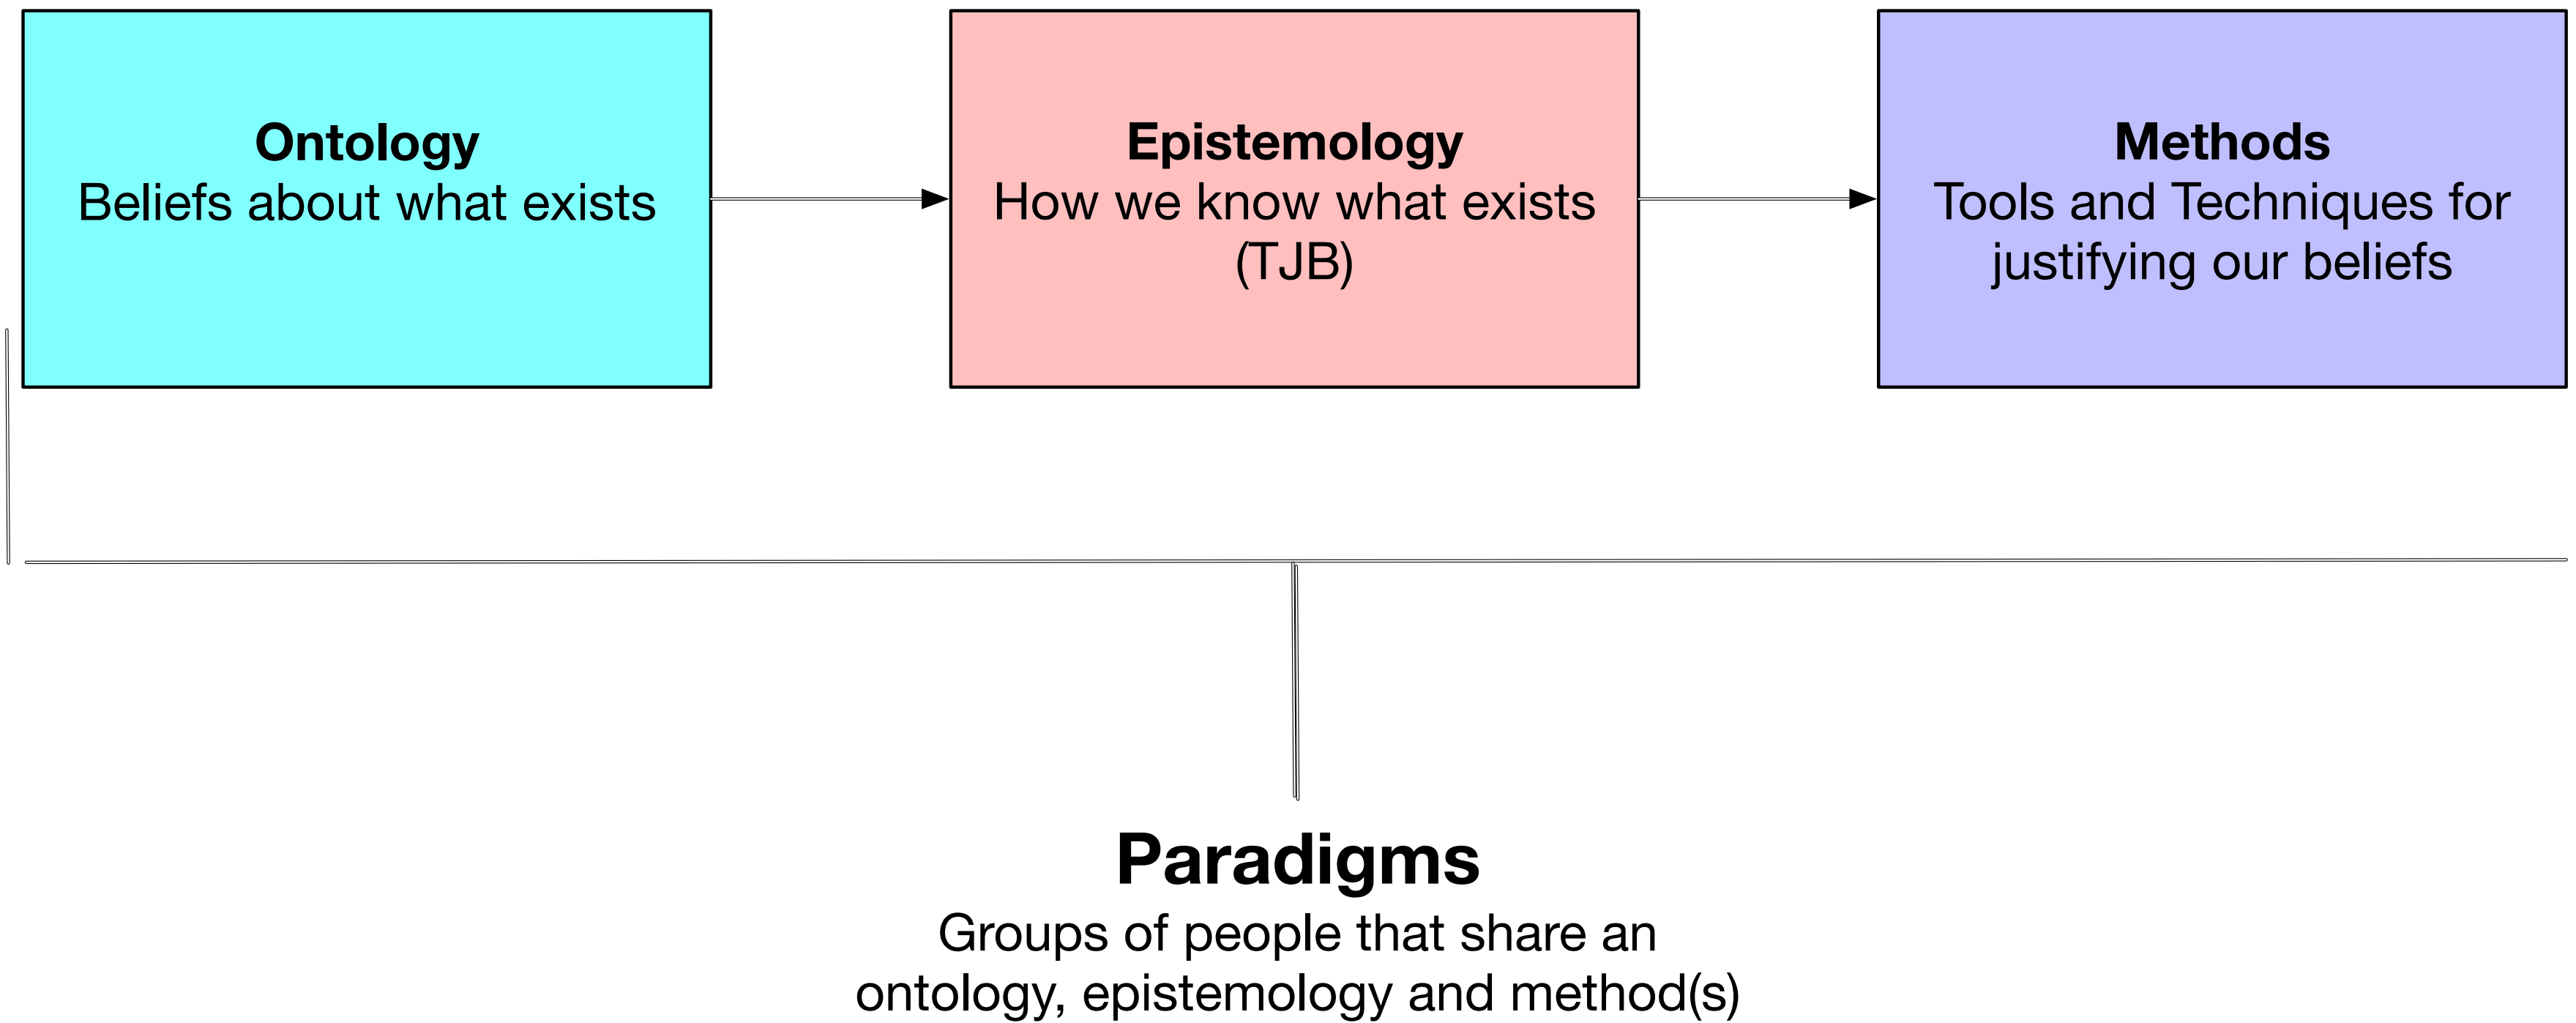 Ontology
Beliefs about what exists
Epistemology
How we know what exists
(TJB)
Methods
Tools and Techniques for
justifying our beliefs
Paradigms
Groups of people that share an
ontology, epistemology and method(s)